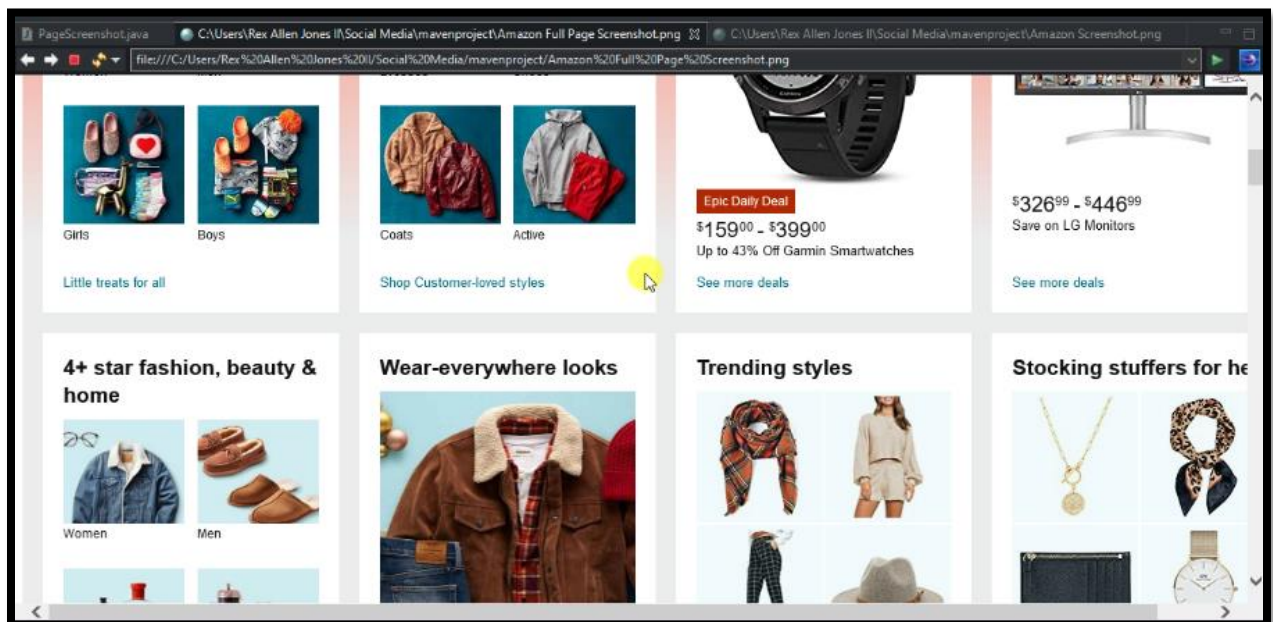 PageScreenshot.java
C:\Users\Rex Allen Jones II\Social Media\mavenproject\Amazon Full Page Screenshot.png
C:\Users\Rex Allen Jones II\Social Media\mavenproject\Amazon Screenshot.png
file:///C:/Users/Rex%20Allen%20Jones%20II/Social%20Media/mavenproject/Amazon%20Full%20Page%20Screenshot.png
Girls
Boys
Little treats for all
Coats
Active
Shop Customer-loved styles
GARMIN
Epic Daily Deal
$15900 - $39900
Up to 43% Off Garmin Smartwatches
See more deals
$32699 - $44699
Save on LG Monitors
See more deals
4+ star fashion, beauty &
home
Women
Men
Wear-everywhere looks
Trending styles
Stocking stuffers for he